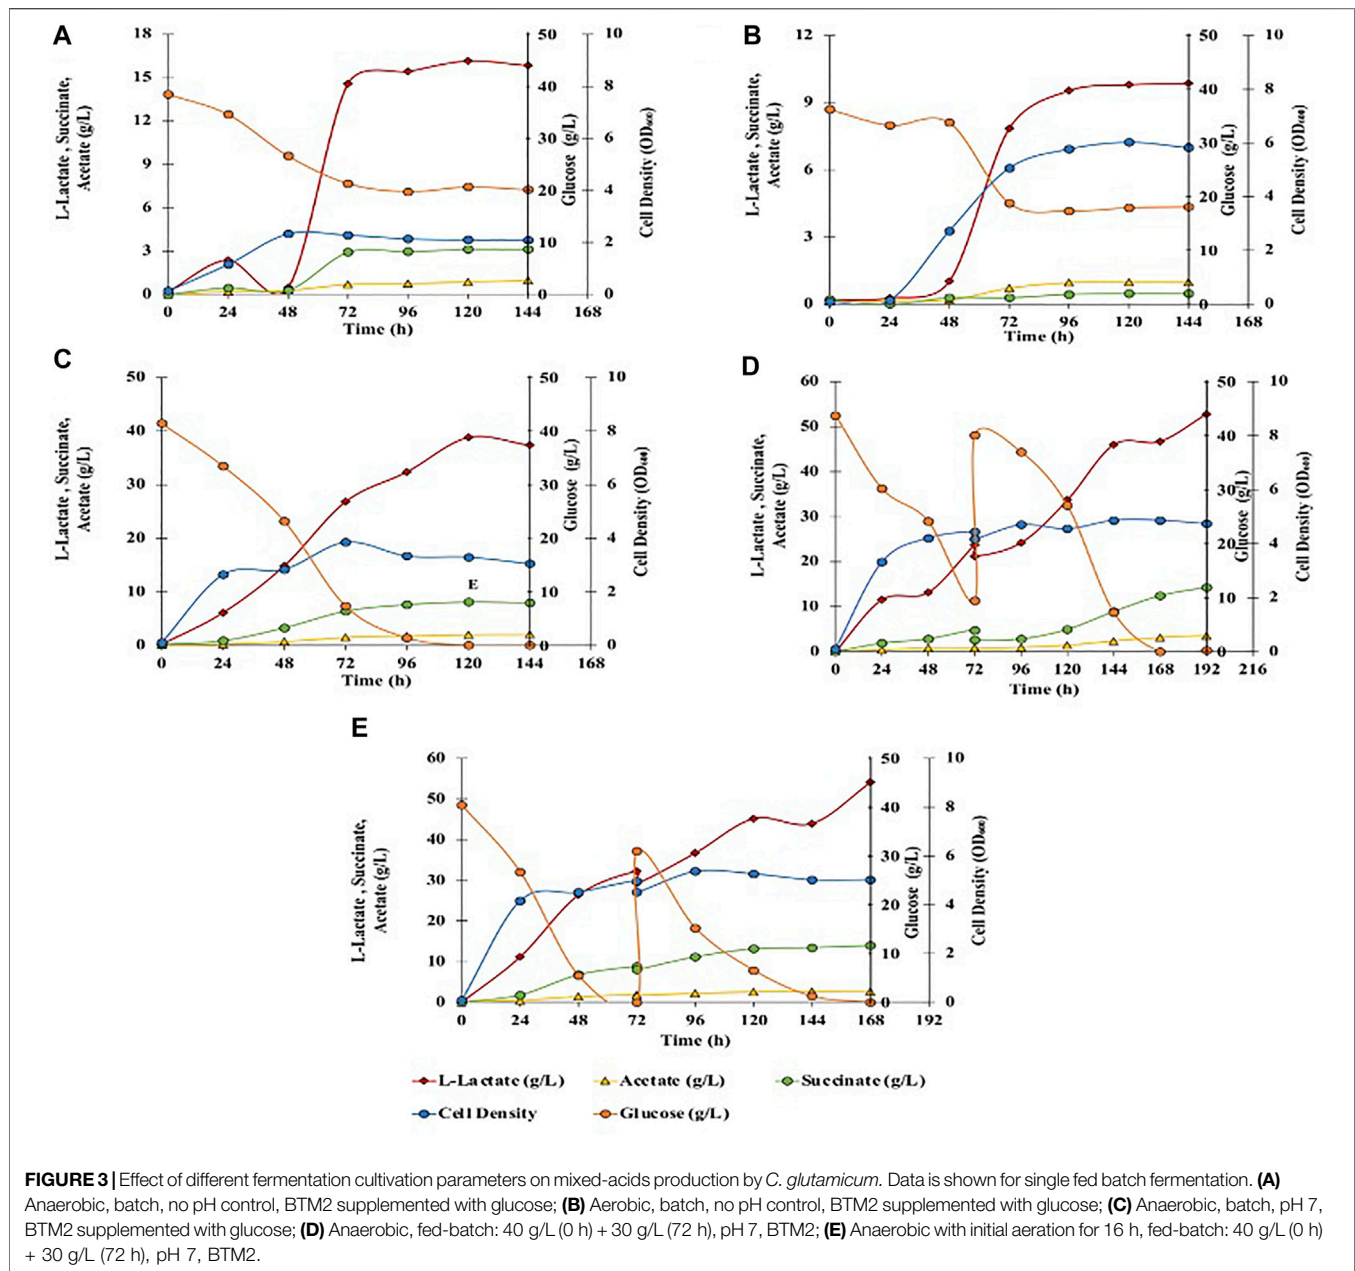 A
L-Lactate , Succinate,
Acetate (g/L)
18
15
12
9
6
3
0
0 24 48 72 96 120 144 168
Time (h)
50
40
30
20
10
0
Glucose (g/L)
10
8
6
4
2
0
Cell Density (OD600)
B
L-Lactate, Succinate,
Acetate (g/L)
12
9
6
3
0
0 24 48 72 96 120 144 168
Time (h)
50
40
30
20
10
0
Glucose (g/L)
10
8
6
4
2
0
Cell Density (OD600)
C
L-Lactate , Succinate,
Acetate (g/L)
50
40
30
20
10
0
E
0 24 48 72 96 120 144 168
Time (h)
50
40
30
20
10
0
Glucose (g/L)
10
8
6
4
2
0
Cell Density (OD600)
D
L-Lactate, Succinate,
Acetate (g/L)
60
50
40
30
20
10
0
0 24 48 72 96 120 144 168 192 216
Time (h)
50
40
30
20
10
0
Glucose (g/L)
10
8
6
4
2
0
Cell Density (OD600)
E
L-Lactate , Succinate,
Acetate (g/L)
60
50
40
30
20
10
0
0 24 48 72 96 120 144 168 192
Time (h)
50
40
30
20
10
0
Glucose (g/L)
10
8
6
4
2
0
Cell Density (OD600)
L-Lactate (g/L) Acetate (g/L) Succinate (g/L)
Cell Density Glucose (g/L)
FIGURE 3 | Effect of different fermentation cultivation parameters on mixed-acids production by C. glutamicum. Data is shown for single fed batch fermentation. (A)
Anaerobic, batch, no pH control, BTM2 supplemented with glucose; (B) Aerobic, batch, no pH control, BTM2 supplemented with glucose; (C) Anaerobic, batch, pH 7,
BTM2 supplemented with glucose; (D) Anaerobic, fed-batch: 40 g/L (0 h) + 30 g/L (72 h), pH 7, BTM2; (E) Anaerobic with initial aeration for 16 h, fed-batch: 40 g/L (0 h)
+ 30 g/L (72 h), pH 7, BTM2.